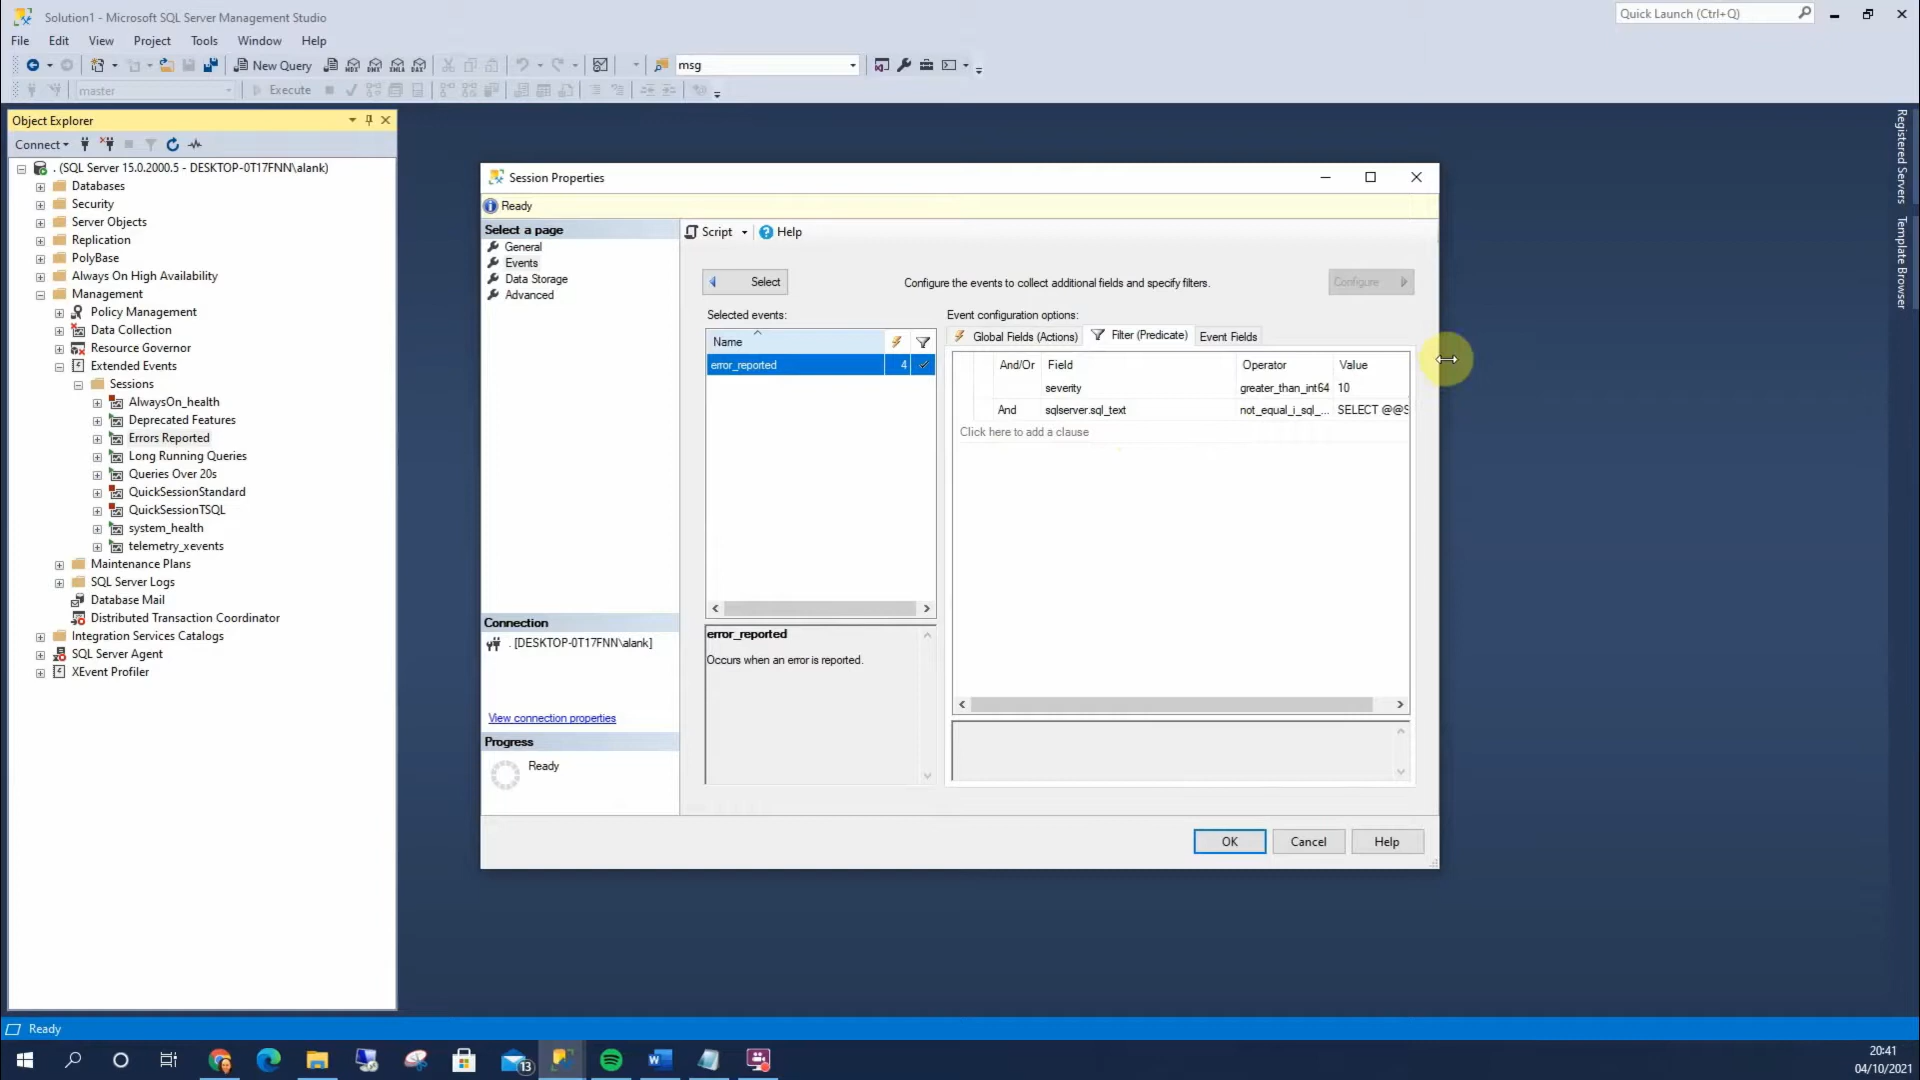 Solution1 - Microsoft SQL Server Management Studio
Quick Launch (Ctrl+Q)
File Edit View Project Tools Window Help
New Query
MDX DMX XMLA DAX
msg
master
Execute
Object Explorer
Connect
. (SQL Server 15.0.2000.5 - DESKTOP-0T17FNN\alank)
Databases
Security
Server Objects
Replication
PolyBase
Always On High Availability
Management
Policy Management
Data Collection
Resource Governor
Extended Events
Sessions
AlwaysOn_health
Deprecated Features
Errors Reported
Long Running Queries
Queries Over 20s
QuickSessionStandard
QuickSessionTSQL
system_health
telemetry_xevents
Maintenance Plans
SQL Server Logs
Database Mail
Distributed Transaction Coordinator
Integration Services Catalogs
SQL Server Agent
XEvent Profiler
Session Properties
Ready
Select a page
General
Events
Data Storage
Advanced
Connection
. [DESKTOP-0T17FNN\alank]
View connection properties
Progress
Ready
Script Help
Select
Configure the events to collect additional fields and specify filters.
Configure
Selected events:
Name
error_reported 4
error_reported
Occurs when an error is reported.
Event configuration options:
Global Fields (Actions) Filter (Predicate) Event Fields
And/Or Field Operator Value
severity greater_than_int64 10
And sqlserver.sql_text not_equal_i_sql_... SELECT @@S
Click here to add a clause
OK Cancel Help
Registered Servers
Template Browser
Ready
13
20:41
04/10/2021